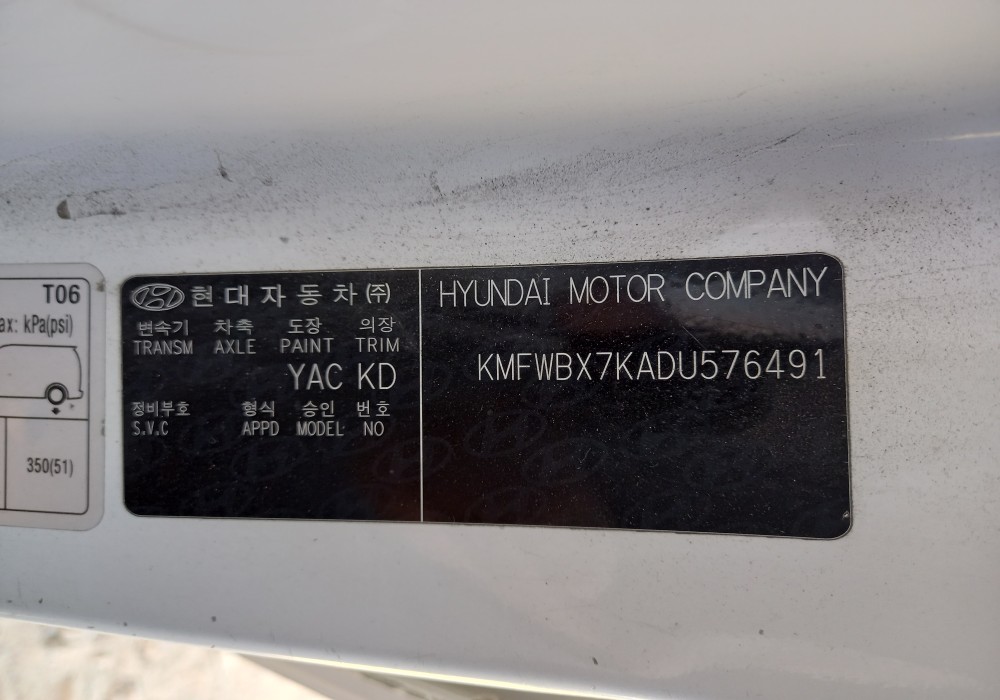 T06
ax: kPa(psi)
350(51)
현대자동차(주)
변속기 차축 도장 의장
TRANSM AXLE PAINT TRIM
YAC KD
정비부호 형식 승인 번호
S.V.C APPD MODEL NO
HYUNDAI MOTOR COMPANY
KMFWBX7KADU576491